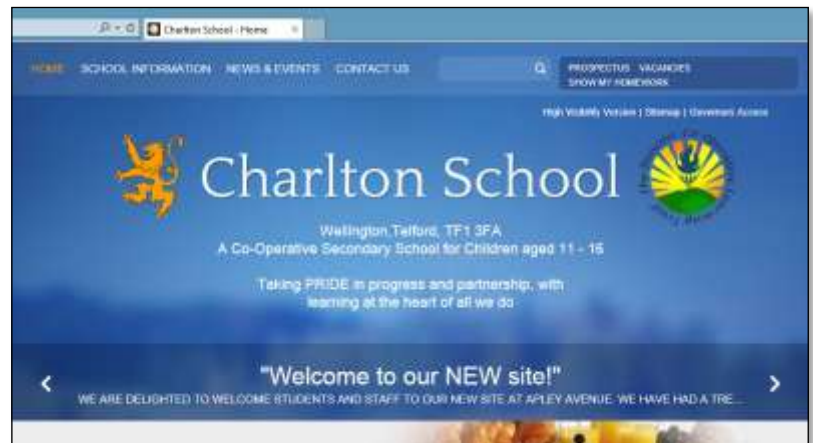 Charlton School - Home
HOME SCHOOL INFORMATION NEWS & EVENTS CONTACT US
PROSPECTUS VACANCIES
SHOW MY HOMEWORK
High Visibility Version | Sitemap | Governors Access
Charlton School
Wellington, Telford, TF1 3FA
A Co-Operative Secondary School for Children aged 11 - 16
Taking PRIDE in progress and partnership, with
learning at the heart of all we do
"Welcome to our NEW site!"
WE ARE DELIGHTED TO WELCOME STUDENTS AND STAFF TO OUR NEW SITE AT APLEY AVENUE. WE HAVE HAD A TRE...